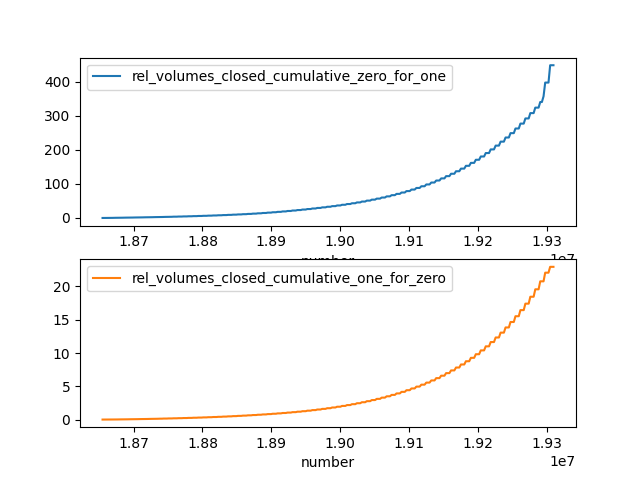 rel_volumes_closed_cumulative_zero_for_one
400
300
200
100
0
1.87 1.88 1.89 1.90 1.91 1.92 1.93
number 1e7
rel_volumes_closed_cumulative_one_for_zero
20
15
10
5
0
1.87 1.88 1.89 1.90 1.91 1.92 1.93
number 1e7